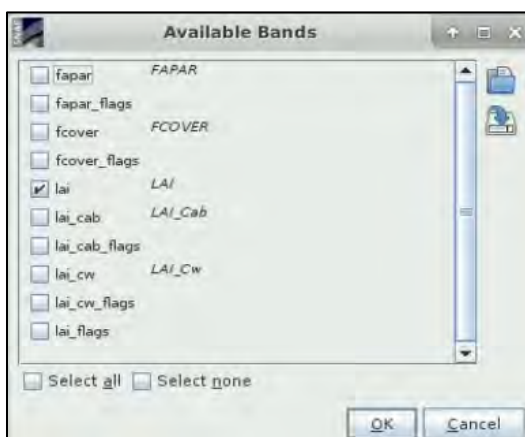 Available Bands
fapar FAPAR
fapar_flags
fcover FCOVER
fcover_flags
lai LAI
lai_cab LAI_Cab
lai_cab_flags
lai_cw LAI_Cw
lai_cw_flags
lai_flags
Select all Select none
OK Cancel